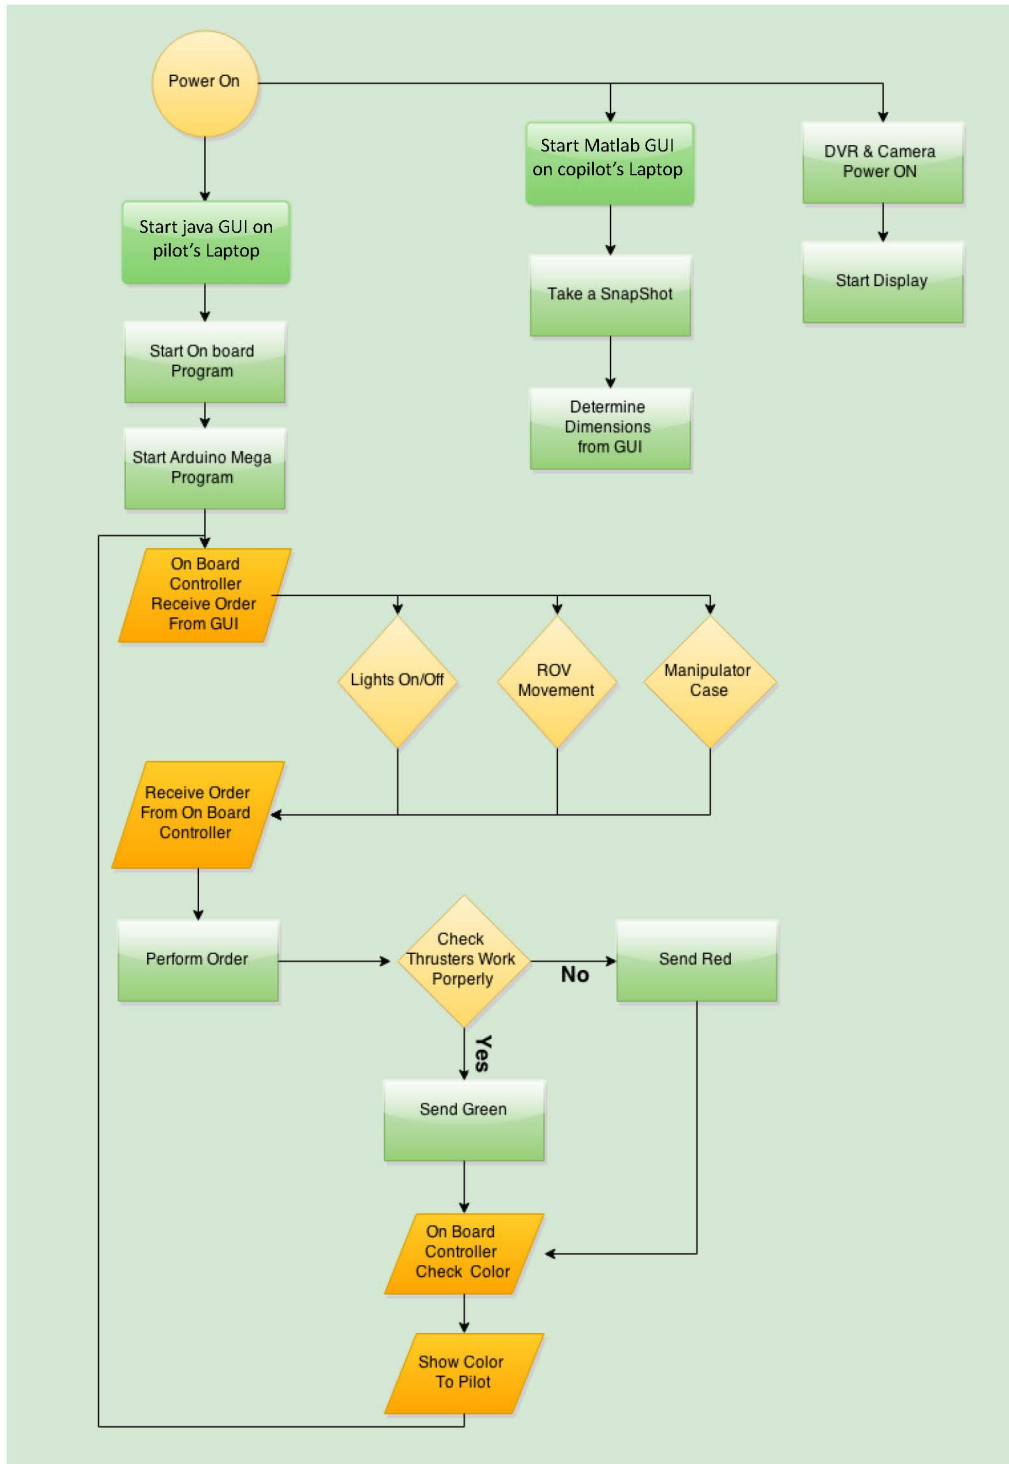 Power On
Start Matlab GUI
on copilot's Laptop
DVR & Camera
Power ON
Start java GUI on
pilot's Laptop
Take a SnapShot
Start Display
Start On board
Program
Determine
Dimensions
from GUI
Start Arduino Mega
Program
On Board
Controller
Receive Order
From GUI
Lights On/Off
ROV
Movement
Manipulator
Case
Receive Order
From On Board
Controller
Perform Order
Check
Thrusters Work
Porperly
No
Send Red
Yes
Send Green
On Board
Controller
Check Color
Show Color
To Pilot